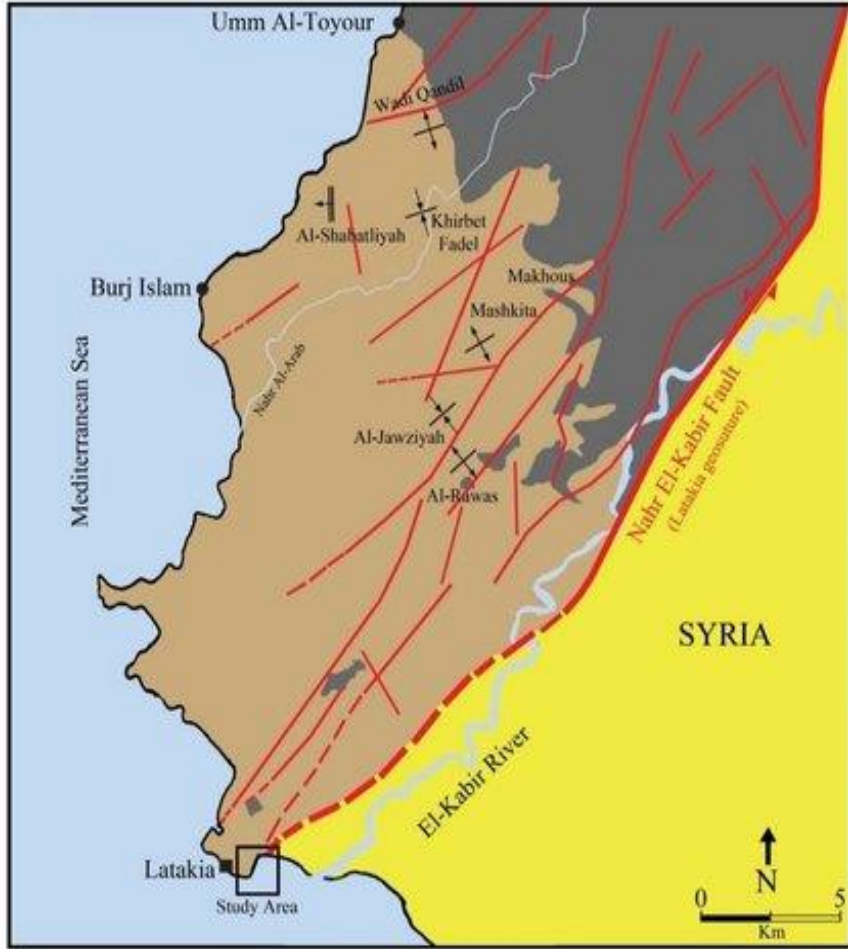 Umm Al-Toyour
Wadi Qandil
Al-Shabatliyah
Khirbet
Fadel
Burj Islam
Makhous
Mashkita
Nahr Al-Arab
Mediterranean Sea
Al-Jawziyah
Al-Rawas
Nahr El-Kabir Fault
(Latakia geosuture)
SYRIA
El-Kabir River
Latakia
Study Area
N
0 5
Km